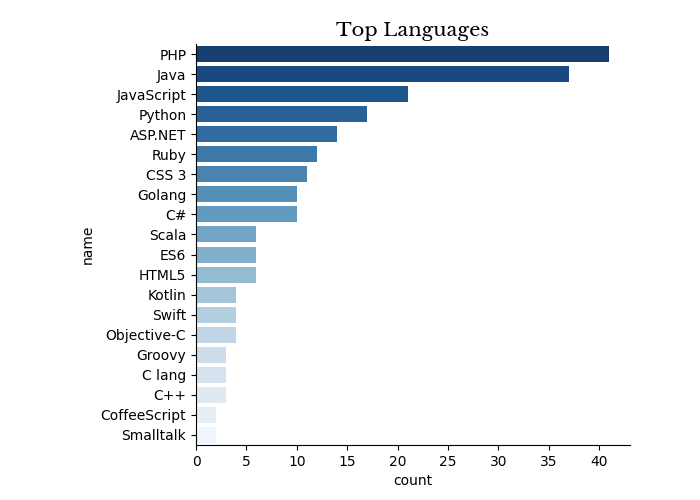 Top Languages
PHP
Java
JavaScript
Python
ASP.NET
Ruby
CSS 3
Golang
C#
Scala
ES6
HTML5
Kotlin
Swift
Objective-C
Groovy
C lang
C++
CoffeeScript
Smalltalk
name
0 5 10 15 20 25 30 35 40
count